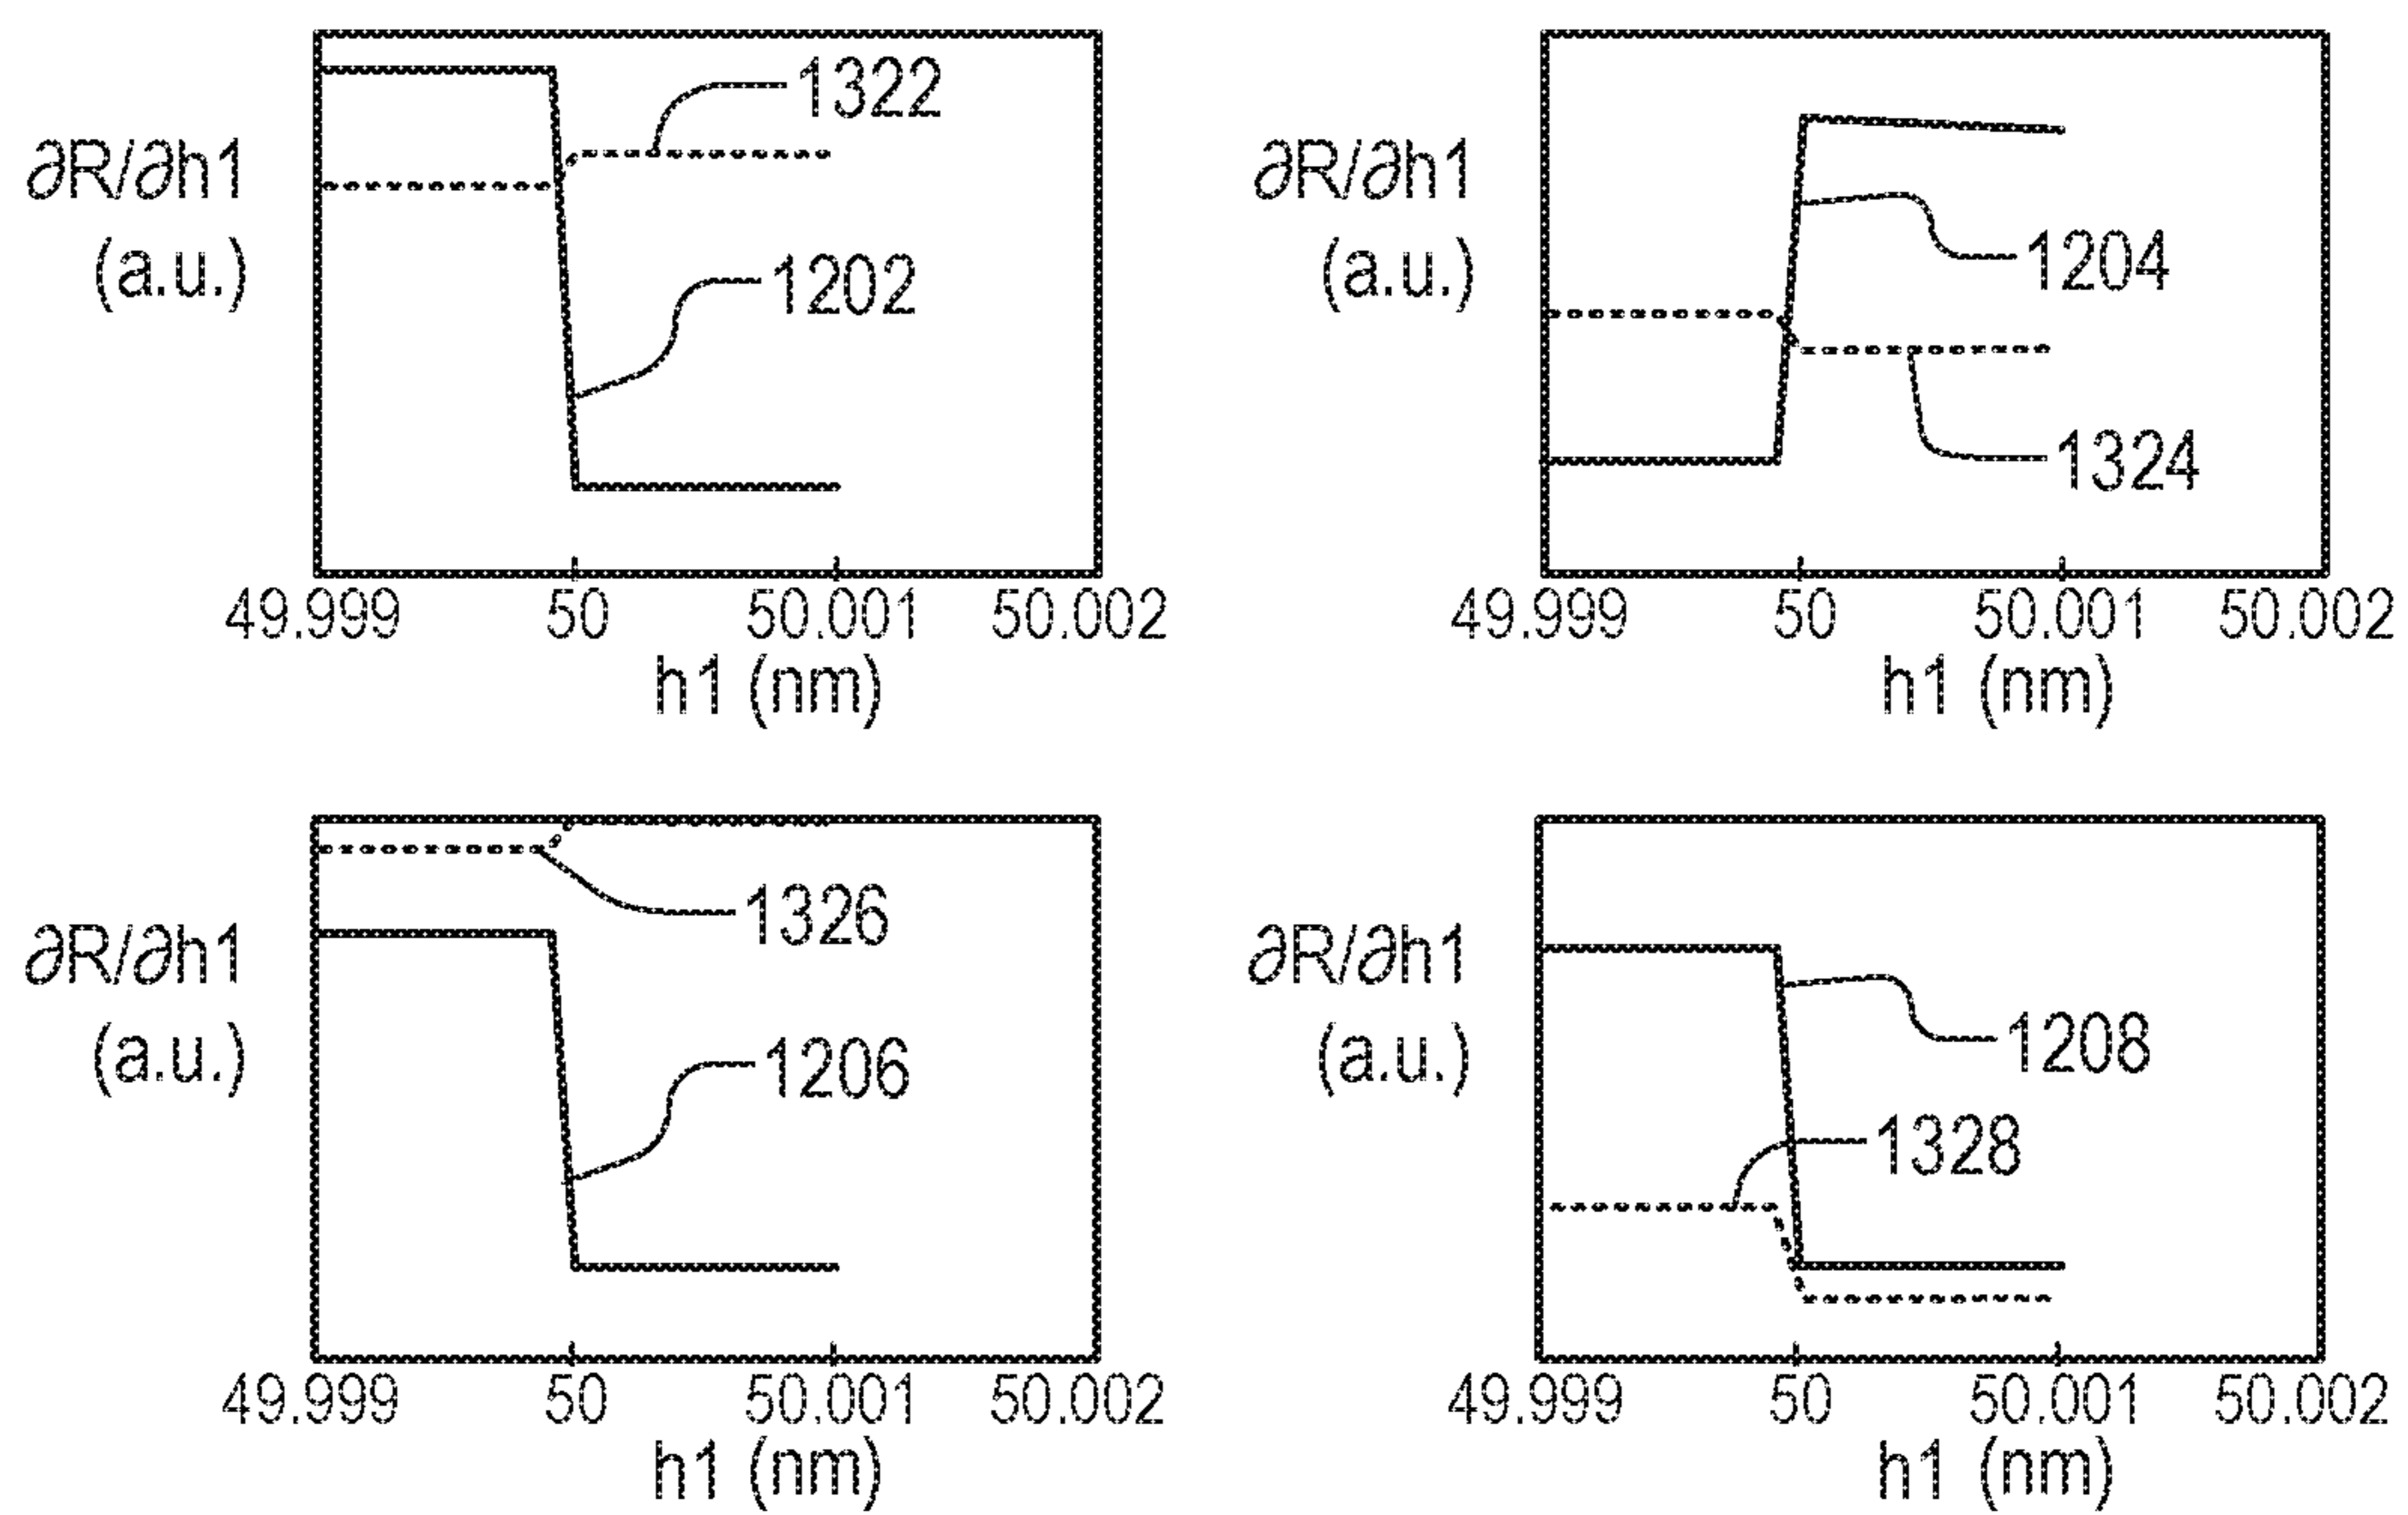 ∂R/∂h1
(a.u.)
1322
1202
49.999 50 50.001 50.002
h1 (nm)
∂R/∂h1
(a.u.)
1204
1324
49.999 50 50.001 50.002
h1 (nm)
∂R/∂h1
(a.u.)
1326
1206
49.999 50 50.001 50.002
h1 (nm)
∂R/∂h1
(a.u.)
1208
1328
49.999 50 50.001 50.002
h1 (nm)